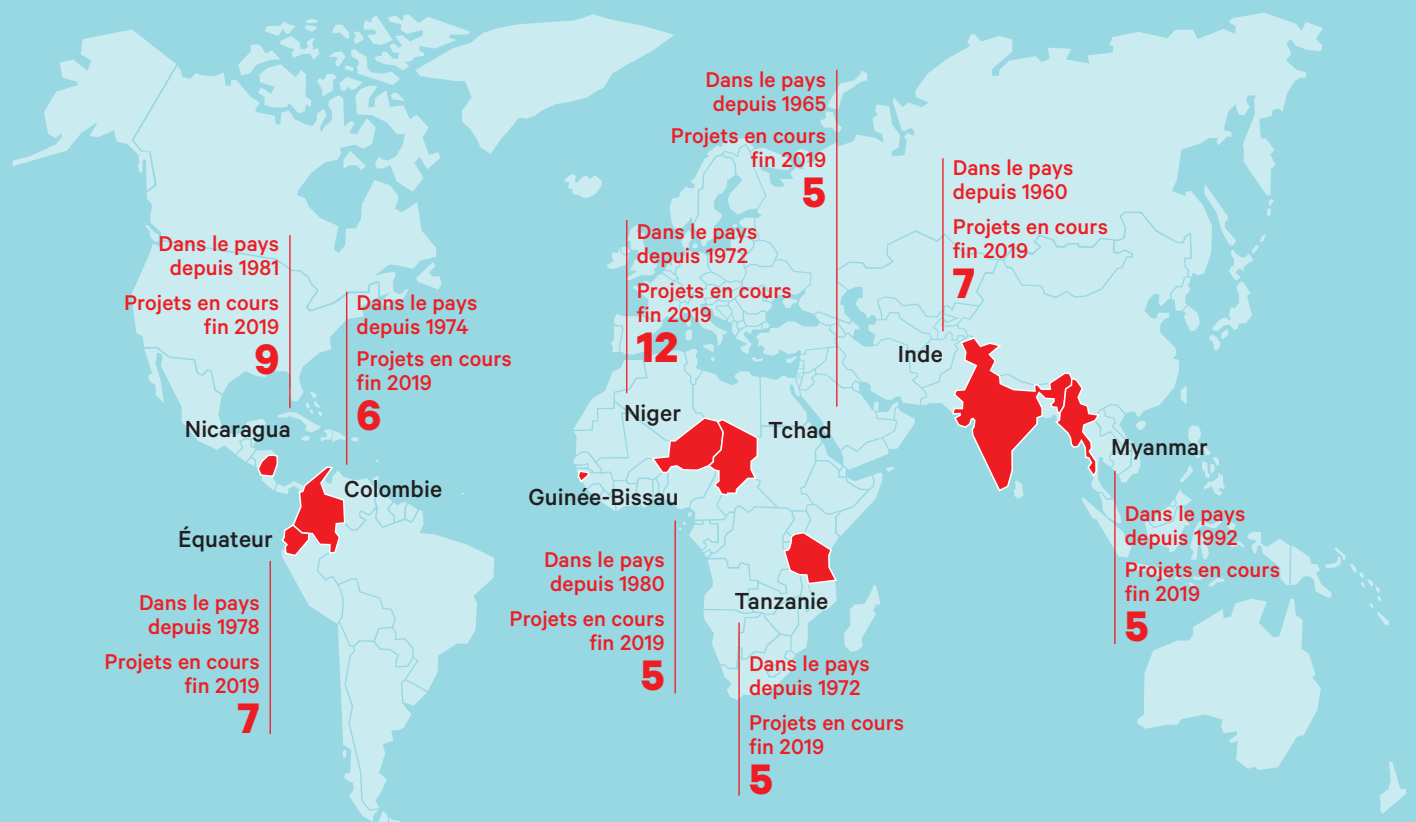 Dans le pays
depuis 1965
Projets en cours
fin 2019
5
Tchad
Dans le pays
depuis 1960
Projets en cours
fin 2019
7
Inde
Dans le pays
depuis 1972
Projets en cours
fin 2019
12
Niger
Dans le pays
depuis 1981
Projets en cours
fin 2019
9
Nicaragua
Dans le pays
depuis 1974
Projets en cours
fin 2019
6
Colombie
Équateur
Dans le pays
depuis 1978
Projets en cours
fin 2019
7
Guinée-Bissau
Dans le pays
depuis 1980
Projets en cours
fin 2019
5
Tanzanie
Dans le pays
depuis 1972
Projets en cours
fin 2019
5
Myanmar
Dans le pays
depuis 1992
Projets en cours
fin 2019
5